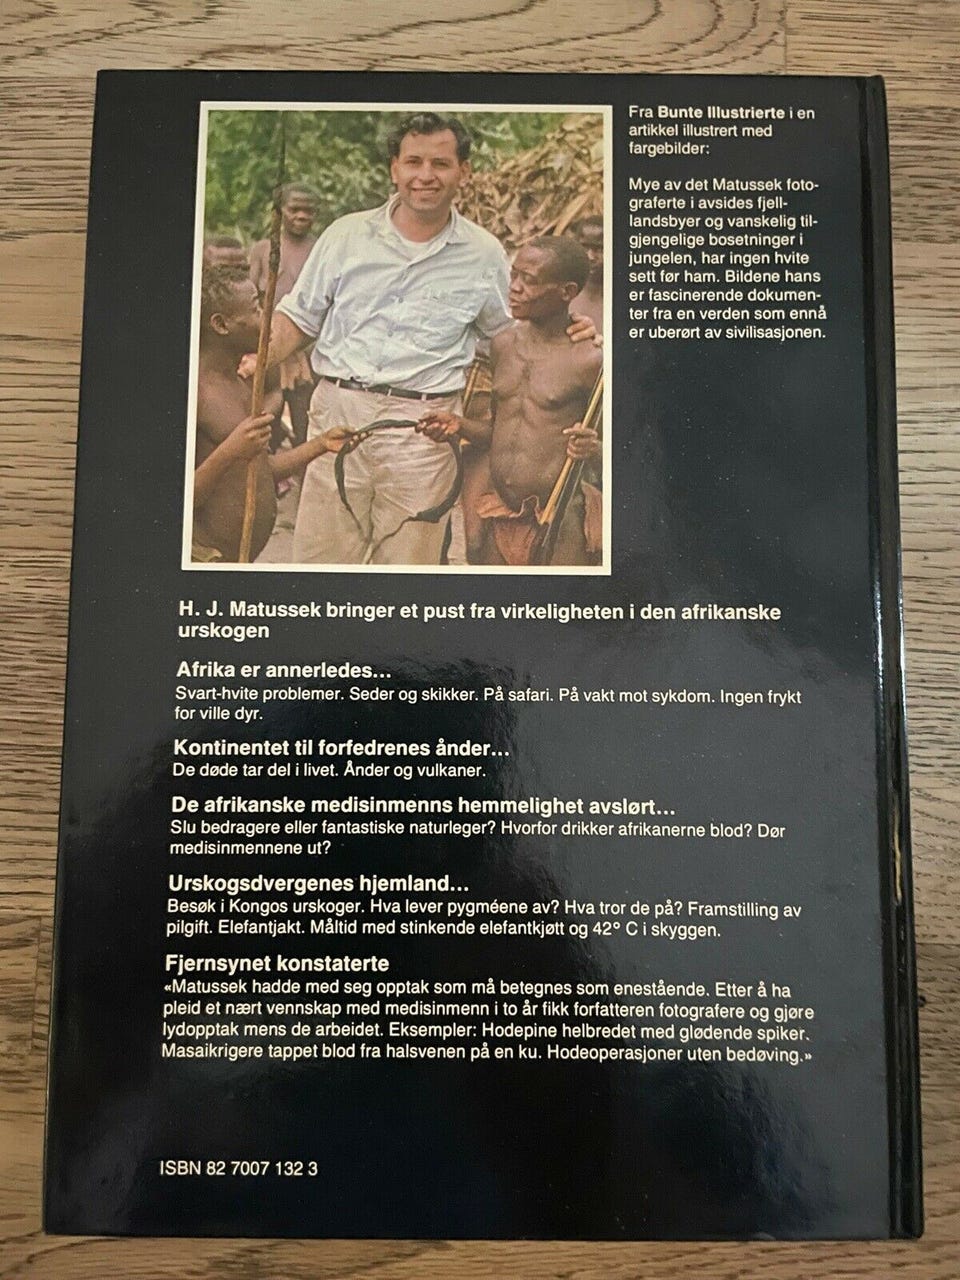 Fra Bunte Illustrierte i en
artikkel illustrert med
fargebilder:
Mye av det Matussek foto-
graferte i avsides fjell-
landsbyer og vanskelig til-
gjengelige bosetninger i
jungelen, har ingen hvite
sett før ham. Bildene hans
er fascinerende dokumen-
ter fra en verden som ennå
er uberørt av sivilisasjonen.
H. J. Matussek bringer et pust fra virkeligheten i den afrikanske
urskogen
Afrika er annerledes...
Svart-hvite problemer. Seder og skikker. På safari. På vakt mot sykdom. Ingen frykt
for ville dyr.
Kontinentet til forfedrenes ånder...
De døde tar del i livet. Ånder og vulkaner.
De afrikanske medisinmenns hemmelighet avslørt...
Slu bedragere eller fantastiske naturleger? Hvorfor drikker afrikanerne blod? Dør
medisinmennene ut?
Urskogsdvergenes hjemland...
Besøk i Kongos urskoger. Hva lever pygméene av? Hva tror de på? Framstilling av
pilgift. Elefantjakt. Måltid med stinkende elefantkjøtt og 42° C i skyggen.
Fjernsynet konstaterte
«Matussek hadde med seg opptak som må betegnes som enestående. Etter å ha
pleid et nært vennskap med medisinmenn i to år fikk forfatteren fotografere og gjøre
lydopptak mens de arbeidet. Eksempler: Hodepine helbredet med glødende spiker.
Masaikrigere tappet blod fra halsvenen på en ku. Hodeoperasjoner uten bedøving.»
ISBN 82 7007 132 3